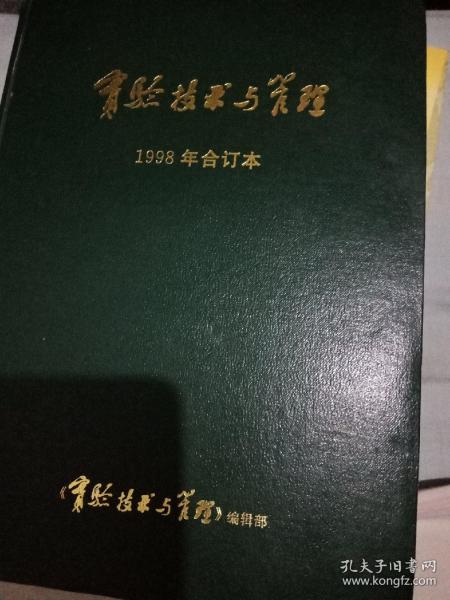 实验技术与管理
1998年合订本
《实验技术与管理》编辑部
孔夫子旧书网
www.kongfz.com